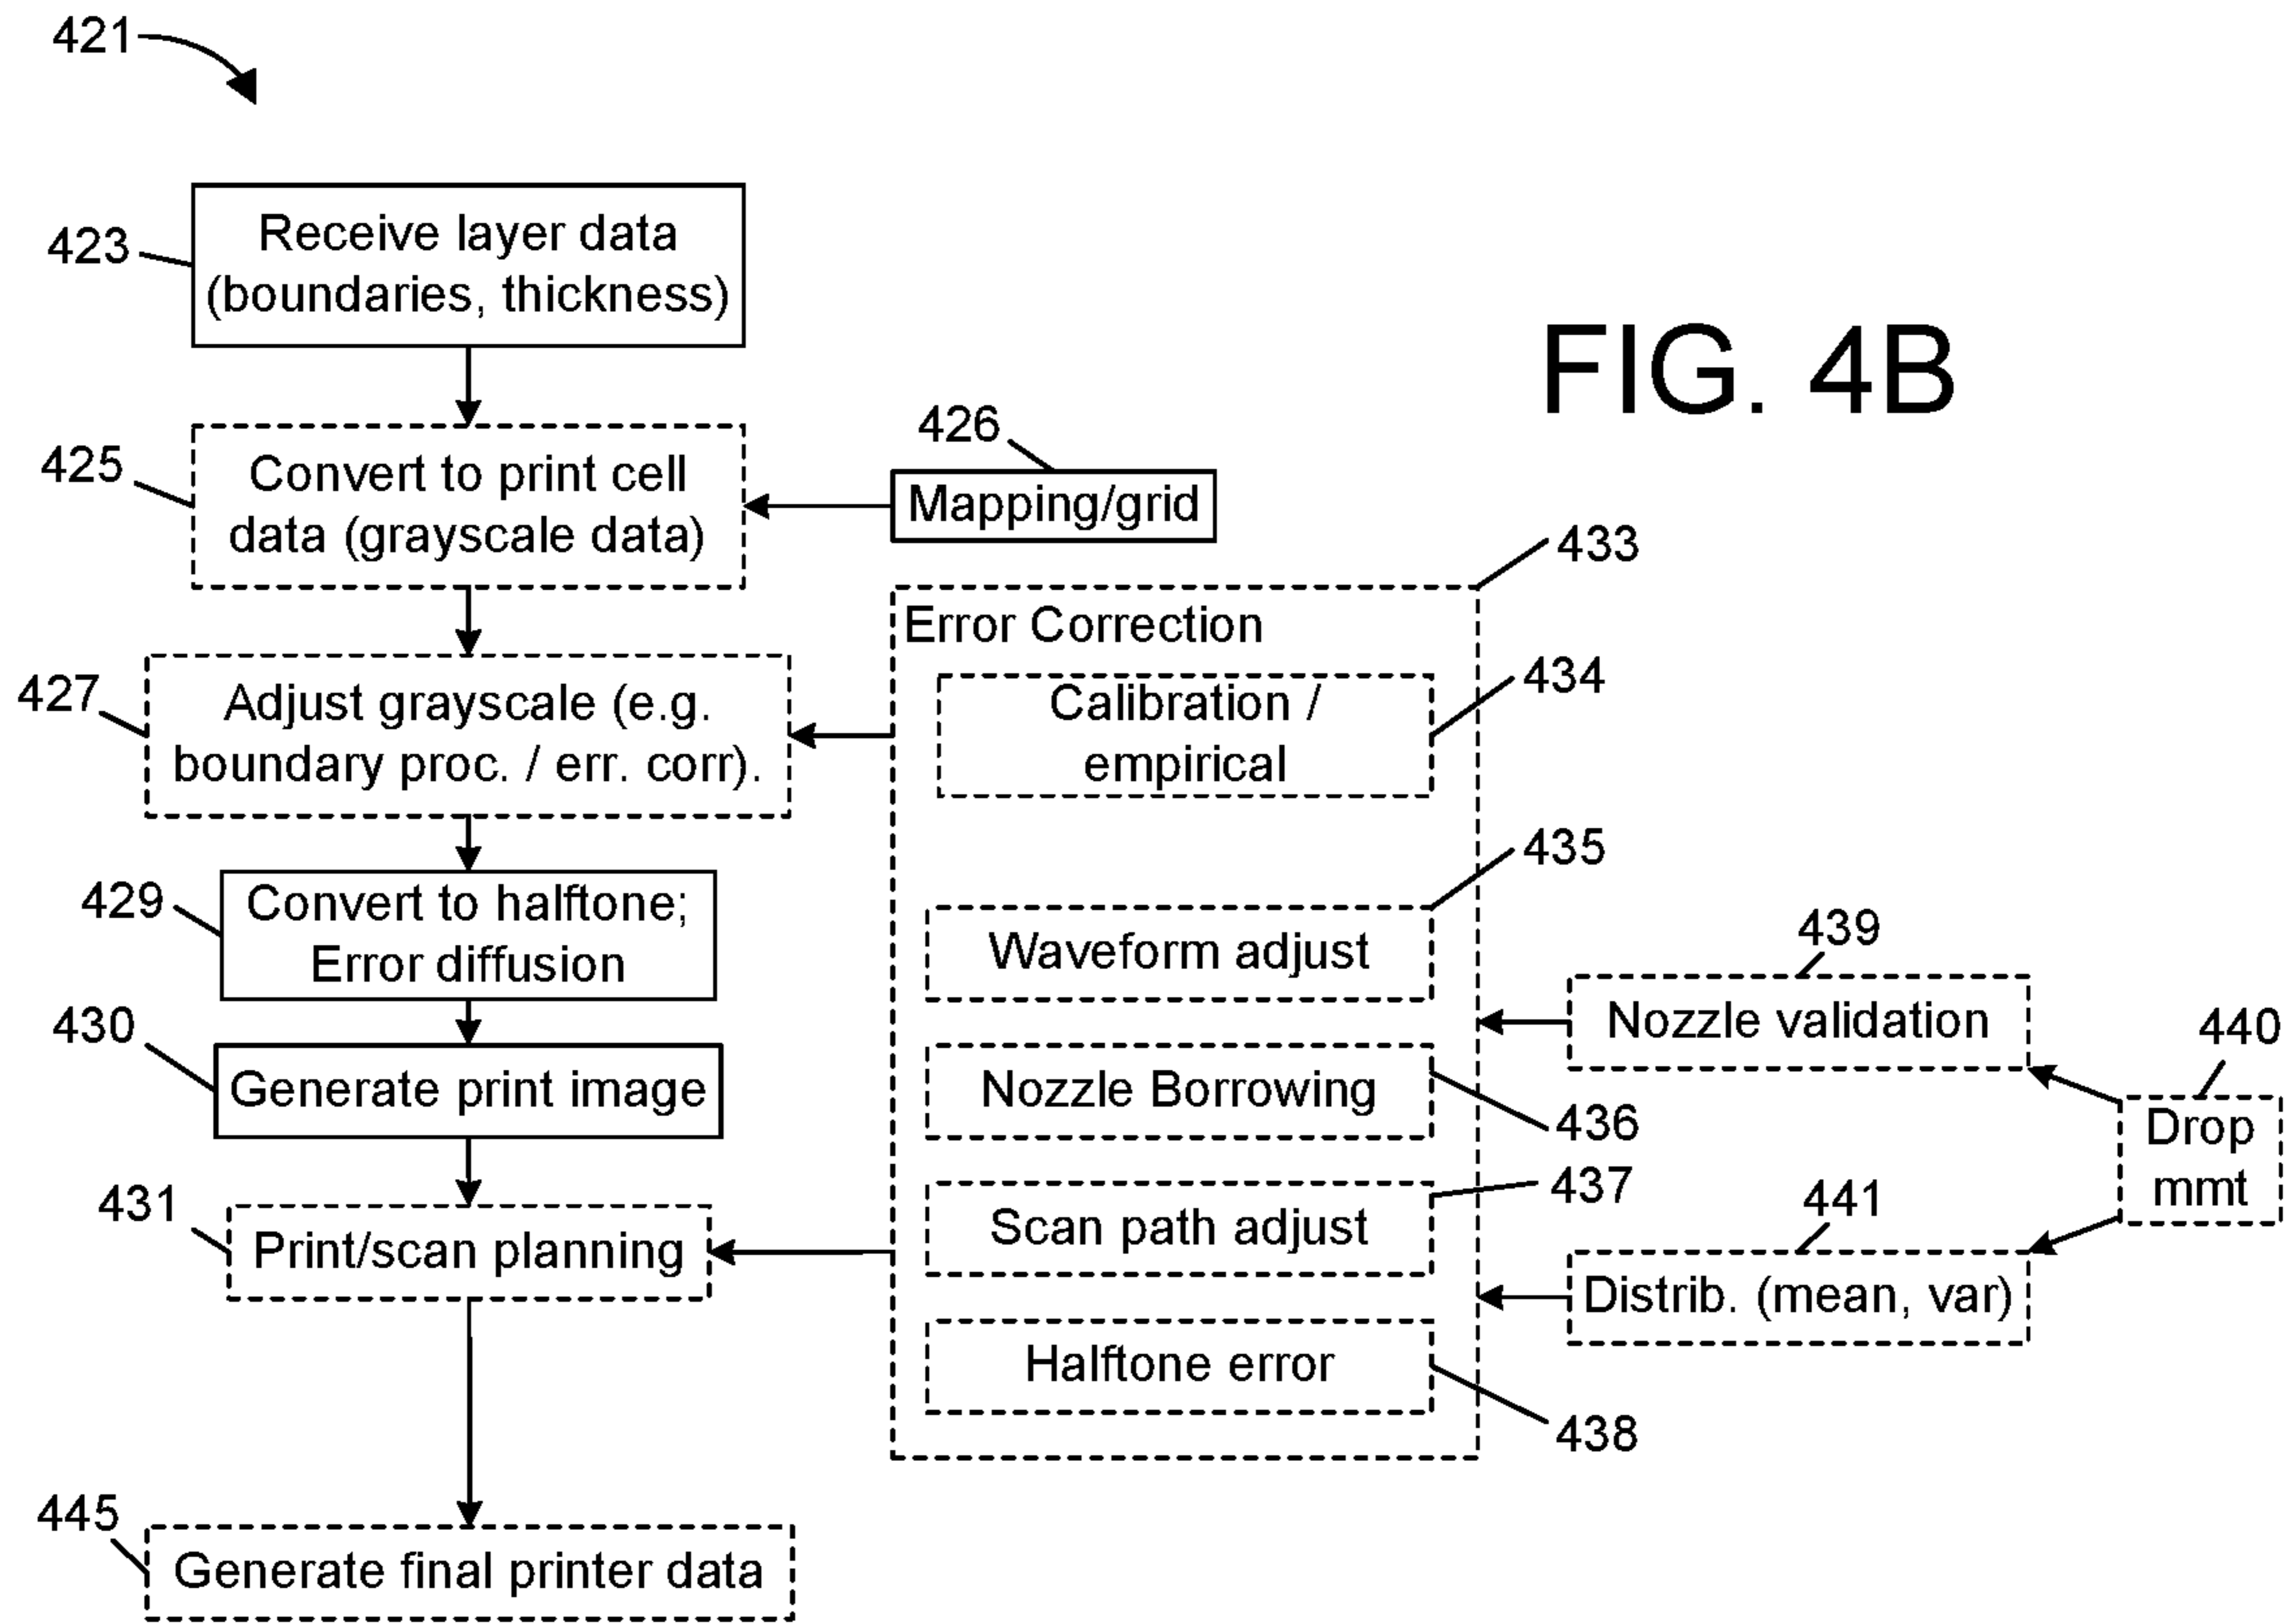 421
423
Receive layer data
(boundaries, thickness)
FIG. 4B
425
Convert to print cell
data (grayscale data)
426
Mapping/grid
433
Error Correction
427
Adjust grayscale (e.g.
boundary proc. / err. corr).
434
Calibration /
empirical
429
Convert to halftone;
Error diffusion
435
Waveform adjust
439
Nozzle validation
430
Generate print image
Nozzle Borrowing
436
440
Drop
mmt
431
Print/scan planning
437
Scan path adjust
441
Distrib. (mean, var)
Halftone error
438
445
Generate final printer data